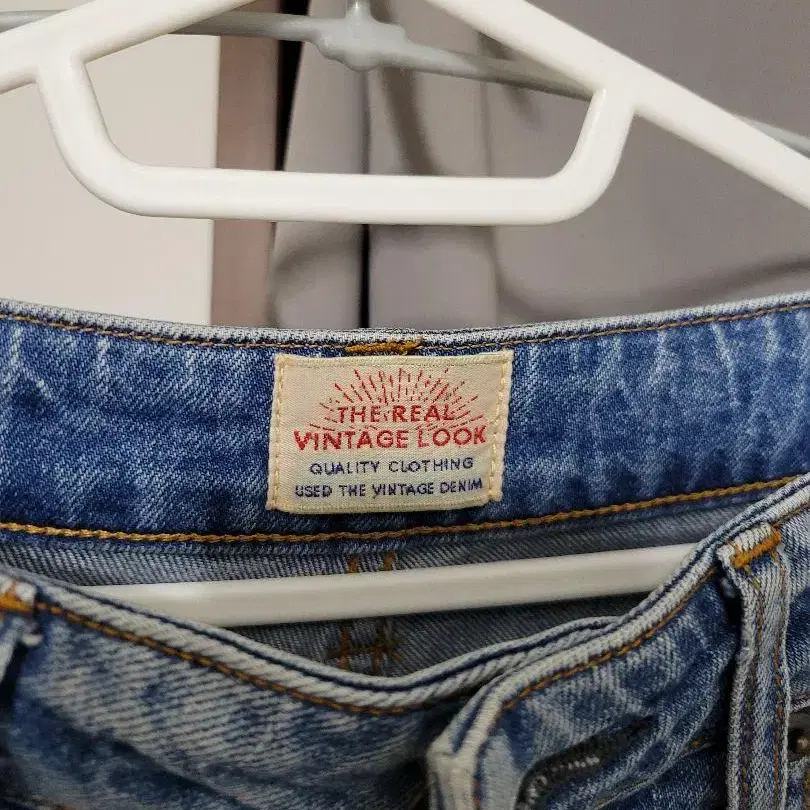 THE REAL
VINTAGE LOOK
QUALITY CLOTHING
USED THE VINTAGE DENIM